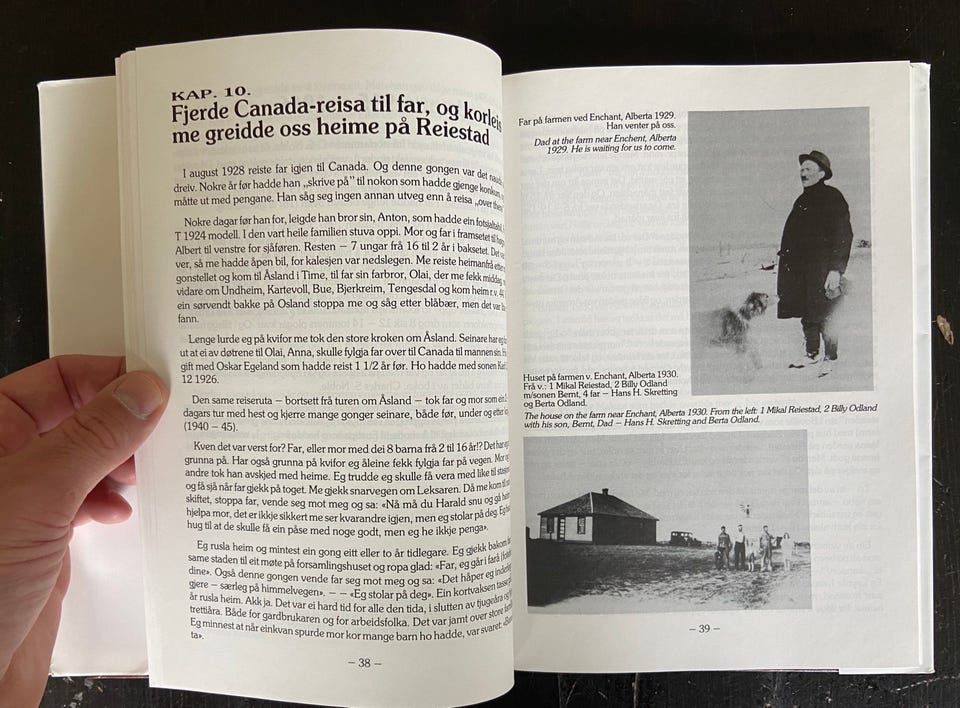 KAP. 10.
Fjerde Canada-reisa til far, og korleis
me greidde oss heime på Reiestad
I august 1928 reiste far igjen til Canada. Og denne gongen var det naud
dreiv. Nokre år før hadde han „skrive på” til nokon som hadde gjenge konkurs,
måtte ut med pengane. Han såg seg ingen annan utveg enn å reisa „over
Nokre dagar før han for, leigde han bror sin, Anton, som hadde ein
T 1924 modell. I den vart heile familien stuva oppi. Mor og far i framsetet til
Albert til venstre for sjåføren. Resten – 7 ungar frå 16 til 2 år i baksetet.
ver, så me hadde åpen bil, for kalesjen var nedslegen. Me reiste heimanfrå
gonstellet og kom til Åsland i Time, til far sin farbror, Olai, der me fekk middag
vidare om Undheim, Kartevoll, Bue, Bjerkreim, Tengesdal og kom heim r.v. 44.
ein sørvendt bakke på Osland stoppa me og såg etter blåbær, men det var
fann.
Lenge lurde eg på kvifor me tok den store kroken om Åsland. Seinare har eg
ut at ei av døtrene til Olai, Anna, skulle fylgja far over til Canada til mannen sin.
gift med Oskar Egeland som hadde reist 1 1/2 år før. Ho hadde med sonen
12 1926.
Den same reiseruta – bortsett frå turen om Åsland – tok far og mor som ein 2
dagars tur med hest og kjerre mange gonger seinare, både før, under og etter
(1940 – 45).
Kven det var verst for? Far, eller mor med dei 8 barna frå 2 til 16 år!? Det har eg
grunna på. Har også grunna på kvifor eg åleine fekk fylgja far på vegen. Mor og
andre tok han avskjed med heime. Eg trudde eg skulle få vera med like til
og få sjå når far gjekk på toget. Me gjekk snarvegen om Leksaren. Då me kom til
skiftet, stoppa far, vende seg mot meg og sa: «Nå må du Harald snu og gå heim
hjelpa mor, det er ikkje sikkert me ser kvarandre igjen, men eg stolar på deg. Eg
hug til at de skulle få ein påse med noge godt, men eg he ikkje penga».
Eg rusla heim og mintest ein gong eitt eller to år tidlegare. Eg gjekk bakom
same staden til eit møte på forsamlingshuset og ropa glad: «Far, eg går i farå
dine». Også denne gongen vende far seg mot meg og sa: «Det håper eg inderleg
gjere – særleg på himmelvegen». – – «Eg stolar på deg». Ein kortvaksen
år rusla heim. Akk ja. Det var ei hard tid for alle den tida, i slutten av tjugeåra og
trettiåra. Både for gardbrukaren og for arbeidsfolka. Det var jamt over store
Eg minnest at når einkvan spurde mor kor mange barn ho hadde, var svaret:
ta».
– 38 –
Far på farmen ved Enchant, Alberta 1929.
Han venter på oss.
Dad at the farm near Enchent, Alberta
1929. He is waiting for us to come.
Huset på farmen v. Enchant, Alberta 1930.
Frå v.: 1 Mikal Reiestad, 2 Billy Odland
m/sonen Bernt, 4 far – Hans H. Skretting
og Berta Odland.
The house on the farm near Enchant, Alberta 1930. From the left: 1 Mikal Reiestad, 2 Billy Odland
with his son, Bernt, Dad – Hans H. Skretting and Berta Odland.
– 39 –